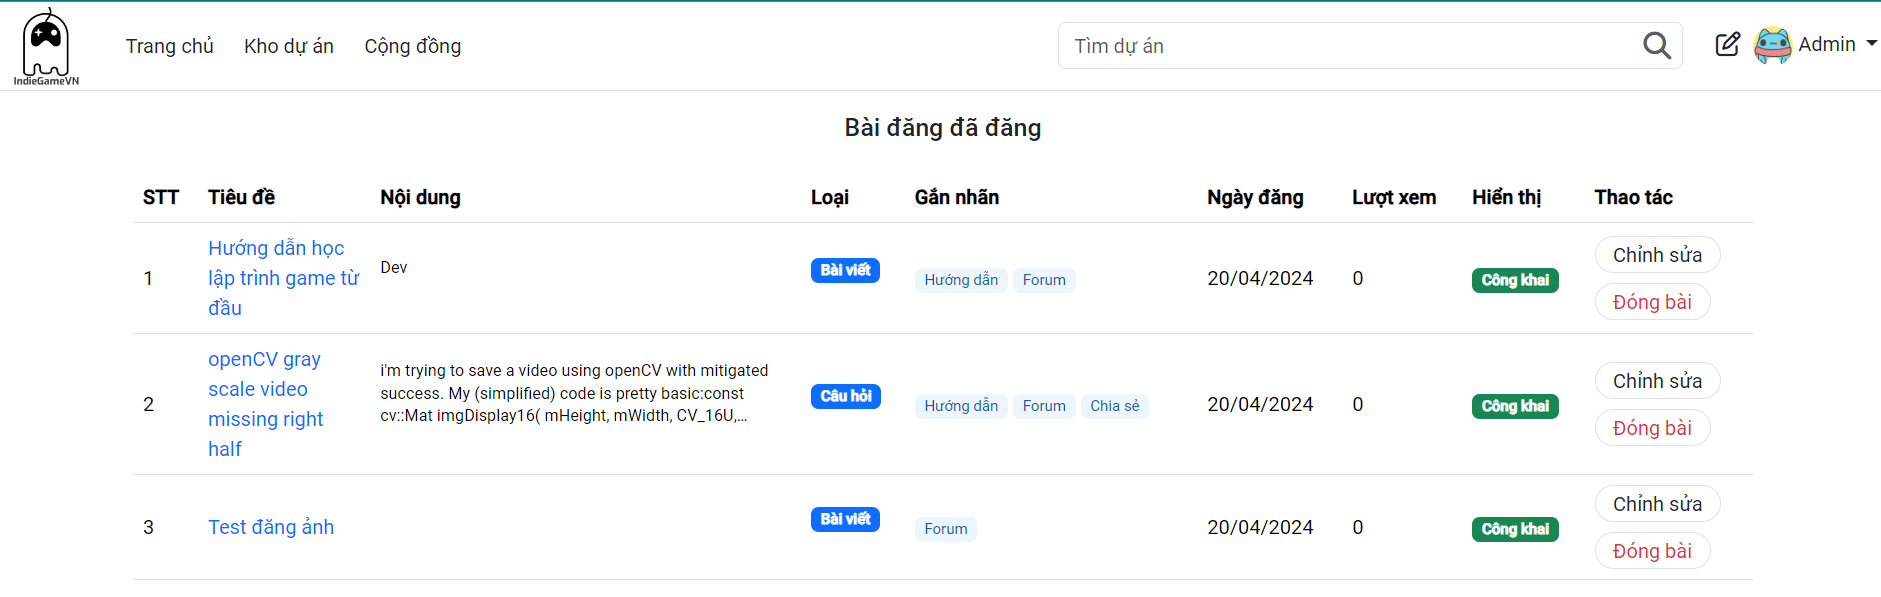 IndieGameVN
Trang chủ Kho dự án Cộng đồng Tìm dự án Admin
Bài đăng đã đăng
STT Tiêu đề Nội dung Loại Gắn nhãn Ngày đăng Lượt xem Hiển thị Thao tác
1 Hướng dẫn học Dev Bài viết Hướng dẫn Forum 20/04/2024 0 Công khai Chỉnh sửa
lập trình game từ Đóng bài
đầu
2 openCV gray i'm trying to save a video using openCV with mitigated Câu hỏi Hướng dẫn Forum Chia sẻ 20/04/2024 0 Công khai Chỉnh sửa
scale video success. My (simplified) code is pretty basic:const Đóng bài
missing right cv::Mat imgDisplay16( mHeight, mWidth, CV_16U,...
half
3 Test đăng ảnh Bài viết Forum 20/04/2024 0 Công khai Chỉnh sửa
Đóng bài